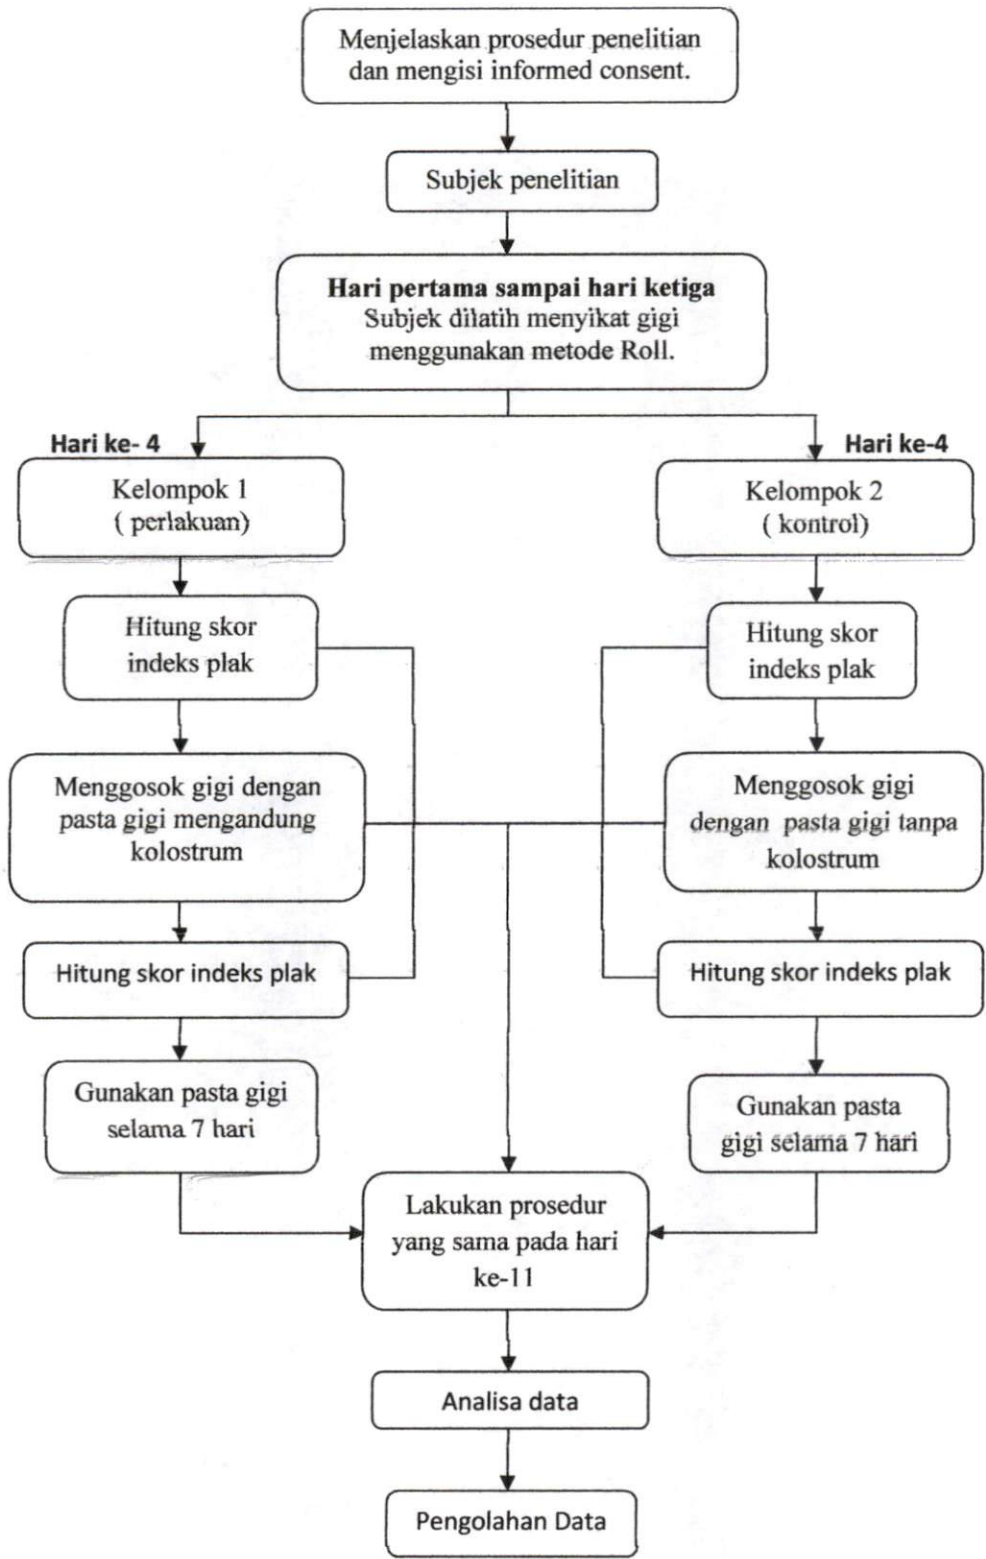 Menjelaskan prosedur penelitian
dan mengisi informed consent.
Subjek penelitian
Hari pertama sampai hari ketiga
Subjek dilatih menyikat gigi
menggunakan metode Roll.
Hari ke- 4
Kelompok 1
( perlakuan)
Hitung skor
indeks plak
Menggosok gigi dengan
pasta gigi mengandung
kolostrum
Hitung skor indeks plak
Gunakan pasta gigi
selama 7 hari
Hari ke-4
Kelompok 2
( kontrol)
Hitung skor
indeks plak
Menggosok gigi
dengan pasta gigi tanpa
kolostrum
Hitung skor indeks plak
Gunakan pasta
gigi selama 7 hari
Lakukan prosedur
yang sama pada hari
ke-11
Analisa data
Pengolahan Data